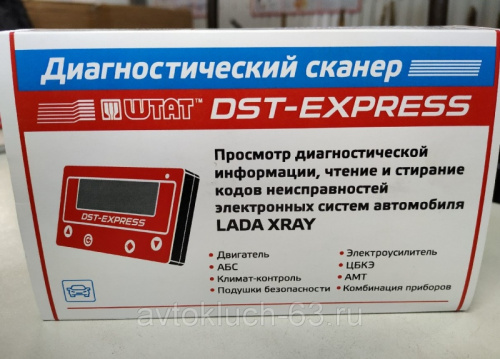 Диагностический сканер
ШТАТ™ DST-EXPRESS
Просмотр диагностической
информации, чтение и стирание
кодов неисправностей
электронных систем автомобиля
LADA XRAY
DST-EXPRESS
• Двигатель
• АБС
• Климат-контроль
• Подушки безопасности
• Электроусилитель
• ЦБКЭ
• АМТ
• Комбинация приборов
avtokluch-63.ru